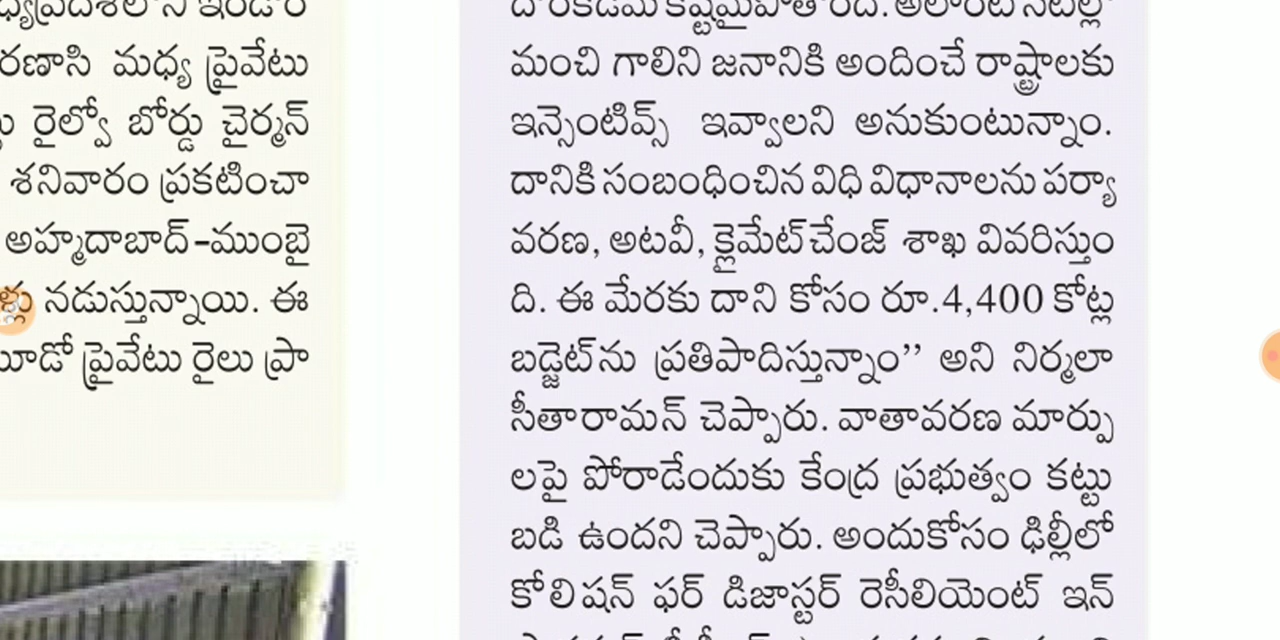 రణాసి మధ్య ప్రైవేటు
రైల్వో బోర్డు చైర్మన్
శనివారం ప్రకటించా
అహ్మదాబాద్-ముంబై
నడుస్తున్నాయి. ఈ
ప్రైవేటు రైలు ప్రా
మంచి గాలిని జనానికి అందించే రాష్ట్రాలకు
ఇన్సెంటివ్స్ ఇవ్వాలని అనుకుంటున్నాం.
దానికి సంబంధించిన విధి విధానాలను పర్యా
వరణ, అటవీ, క్లైమేట్ చేంజ్ శాఖ వివరిస్తుం
ది. ఈ మేరకు దాని కోసం రూ.4,400 కోట్ల
బడ్జెట్‌ను ప్రతిపాదిస్తున్నాం’’ అని నిర్మలా
సీతారామన్ చెప్పారు. వాతావరణ మార్పు
లపై పోరాడేందుకు కేంద్ర ప్రభుత్వం కట్టు
బడి ఉందని చెప్పారు. అందుకోసం ఢిల్లీలో
కోలిషన్ ఫర్ డిజాస్టర్ రెసీలియెంట్ ఇన్